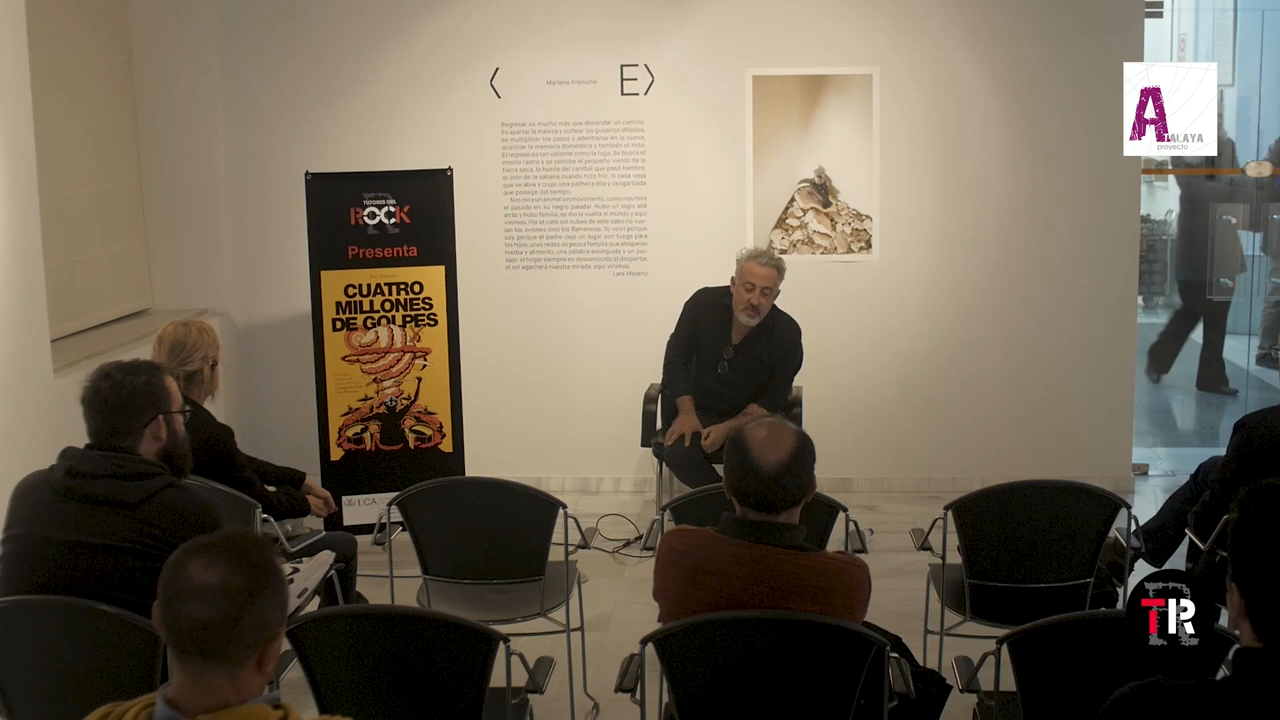 Marlene Freniche
E
Regresar es mucho más que desandar un camino.
Es apartar la maleza y sortear los guijarros afilados,
es multiplicar los pasos y adentrarse en la cueva,
acariciar la memoria doméstica y también el mito.
El regreso es tan valiente como la fuga. Se busca el
mismo rastro y se percibe el pequeño viento de la
tierra seca, la huella del caníbal que pasó hambre,
el jirón de la sábana cuando hizo frío, la casa vieja
que se abre y cruje, una palmera alta y desgarbada
que protege del tiempo.
Nos mira un animal sin movimiento, como nos mira
el pasado en su negro paladar. Hubo un siglo allá
atrás y hubo familia, se dio la vuelta al mundo y aquí
vinimos. Por el cielo sin nubes de este cabo no vue-
lan los aviones sino los flamencos. Yo volví porque
soy, porque el padre dejó un lugar con fuego para
los hijos, unas redes de pesca fortuita que atraparon
hierba y alimento, una palabra extinguida y un pai-
saje: el hogar siempre es desconocido al despertar,
el sol agachará nuestra mirada, aquí vinimos.
Lara Moreno
TUTORES DEL
ROCK
Presenta
CUATRO
MILLONES
DE GOLPES
ATALAYA
proyecto
TR